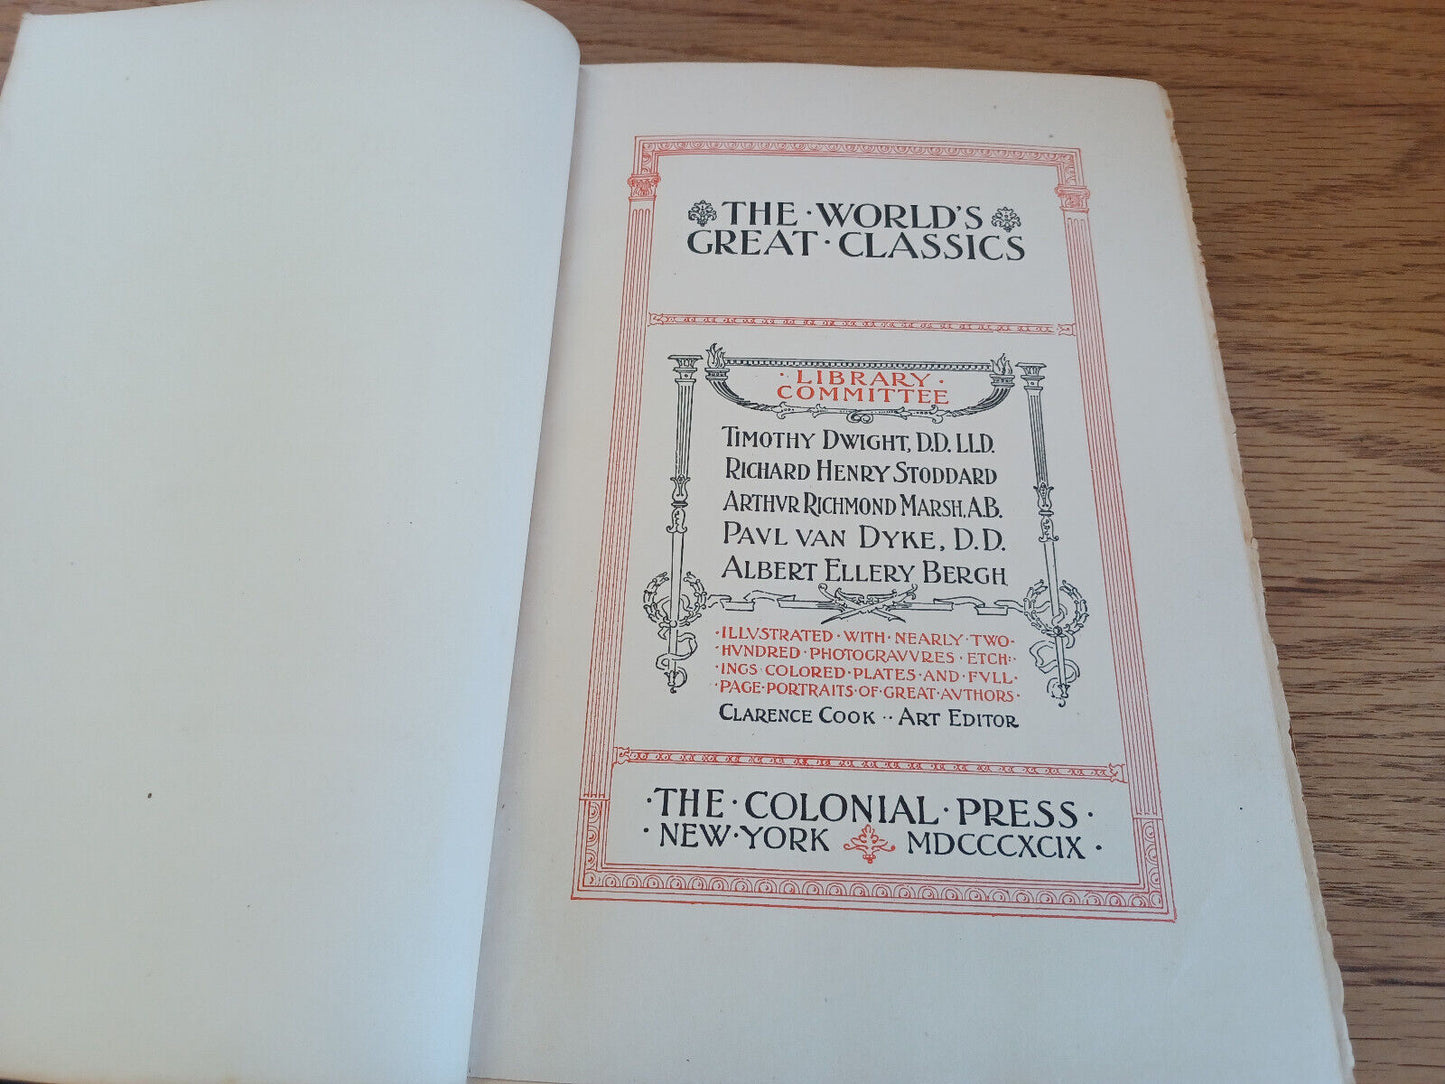 THE·WORLD'S
GREAT·CLASSICS
·LIBRARY·
COMMITTEE
TIMOTHY DWIGHT, D.D. LL.D.
RICHARD HENRY STODDARD
ARTHVR RICHMOND MARSH, A.B.
PAVL VAN DYKE, D.D.
ALBERT ELLERY BERGH
·ILLVSTRATED·WITH·NEARLY·TWO·
·HVNDRED·PHOTOGRAVVRES·ETCH:·
·INGS·COLORED·PLATES·AND·FVLL·
·PAGE·PORTRAITS·OF·GREAT·AVTHORS·
CLARENCE COOK ·· ART EDITOR
·THE·COLONIAL·PRESS·
·NEW·YORK MDCCCXCIX·